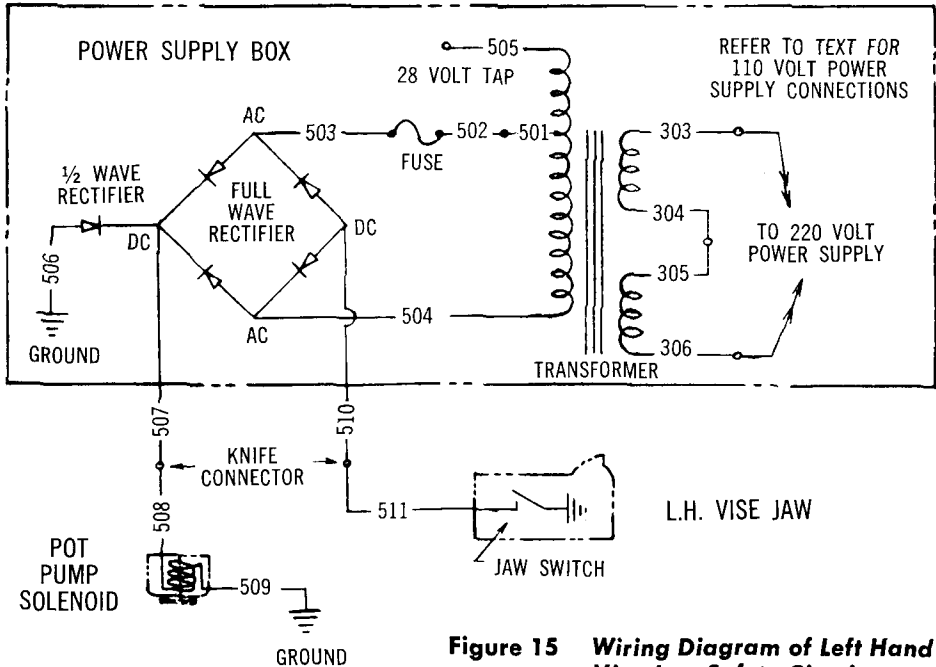 POWER SUPPLY BOX
505
28 VOLT TAP
REFER TO TEXT FOR
110 VOLT POWER
SUPPLY CONNECTIONS
AC
503
502
501
FUSE
303
½ WAVE
RECTIFIER
FULL
WAVE
RECTIFIER
DC
DC
304
TO 220 VOLT
POWER SUPPLY
506
305
504
AC
306
GROUND
TRANSFORMER
507
510
KNIFE
CONNECTOR
508
511
L.H. VISE JAW
JAW SWITCH
POT
PUMP
SOLENOID
509
GROUND
Figure 15 Wiring Diagram of Left Hand